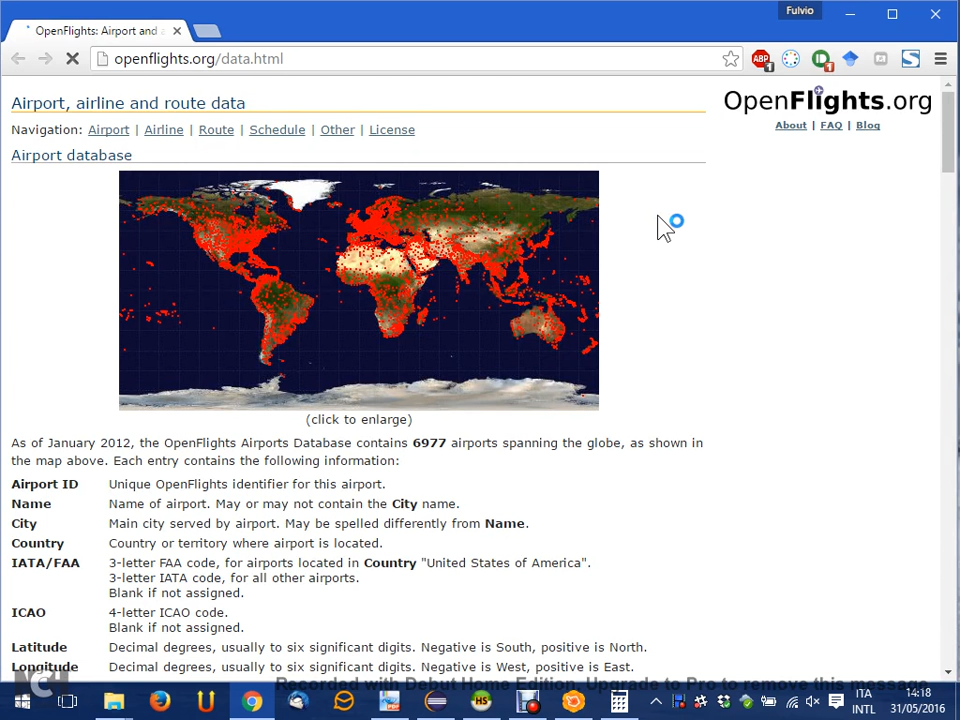 Fulvio
OpenFlights: Airport and a
openflights.org/data.html
ABP
1
1
S
Airport, airline and route data
OpenFlights.org
Navigation: Airport | Airline | Route | Schedule | Other | License
About | FAQ | Blog
Airport database
(click to enlarge)
As of January 2012, the OpenFlights Airports Database contains 6977 airports spanning the globe, as shown in
the map above. Each entry contains the following information:
Airport ID Unique OpenFlights identifier for this airport.
Name Name of airport. May or may not contain the City name.
City Main city served by airport. May be spelled differently from Name.
Country Country or territory where airport is located.
IATA/FAA 3-letter FAA code, for airports located in Country "United States of America".
3-letter IATA code, for all other airports.
Blank if not assigned.
ICAO 4-letter ICAO code.
Blank if not assigned.
Latitude Decimal degrees, usually to six significant digits. Negative is South, positive is North.
Longitude Decimal degrees, usually to six significant digits. Negative is West, positive is East.
Recorded with Debut Home Edition. Upgrade to Pro to remove this message
HS
ITA
INTL
14:18
31/05/2016